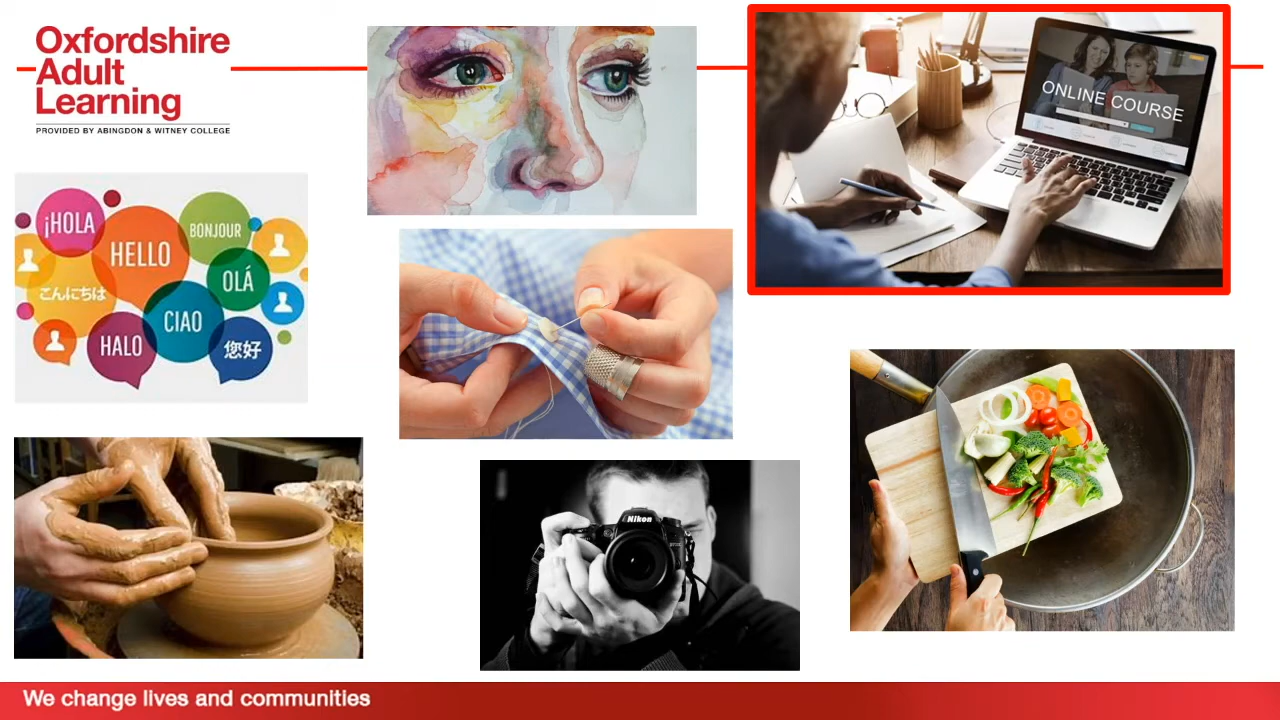 Oxfordshire
Adult
Learning
PROVIDED BY ABINGDON & WITNEY COLLEGE
ONLINE COURSE
¡HOLA
HELLO
BONJOUR
こんにちは
OLÁ
CIAO
HALO
您好
Nikon
We change lives and communities